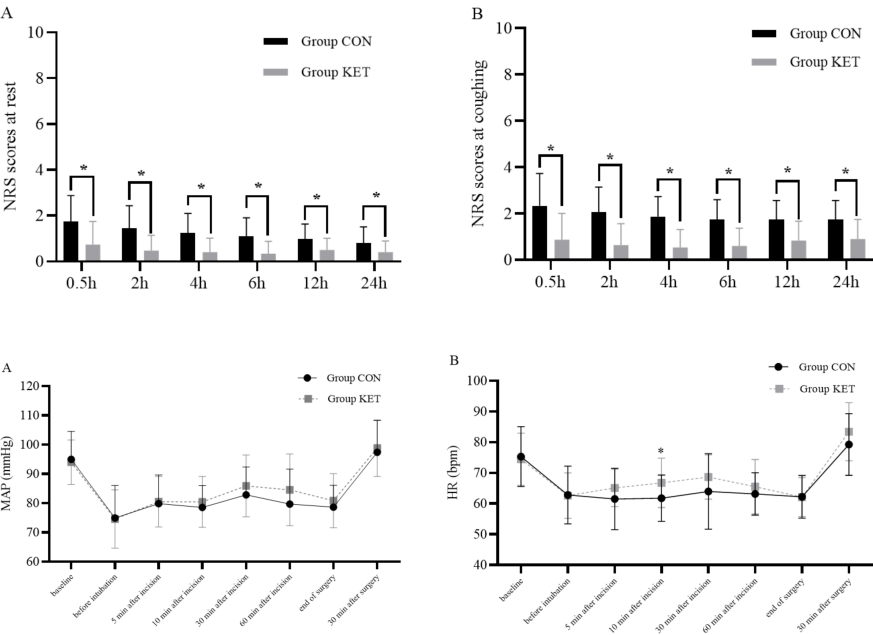 A
NRS scores at rest
10
8
6
4
2
0
Group CON
Group KET
*
*
*
*
*
*
0.5h 2h 4h 6h 12h 24h
B
NRS scores at coughing
10
8
6
4
2
0
Group CON
Group KET
*
*
*
*
*
*
0.5h 2h 4h 6h 12h 24h
A
MAP (mmHg)
120
110
100
90
80
70
60
Group CON
Group KET
baseline
before intubation
5 min after incision
10 min after incision
30 min after incision
60 min after incision
end of surgery
30 min after surgery
B
HR (bpm)
100
90
80
70
60
50
40
Group CON
Group KET
*
baseline
before intubation
5 min after incision
10 min after incision
30 min after incision
60 min after incision
end of surgery
30 min after surgery